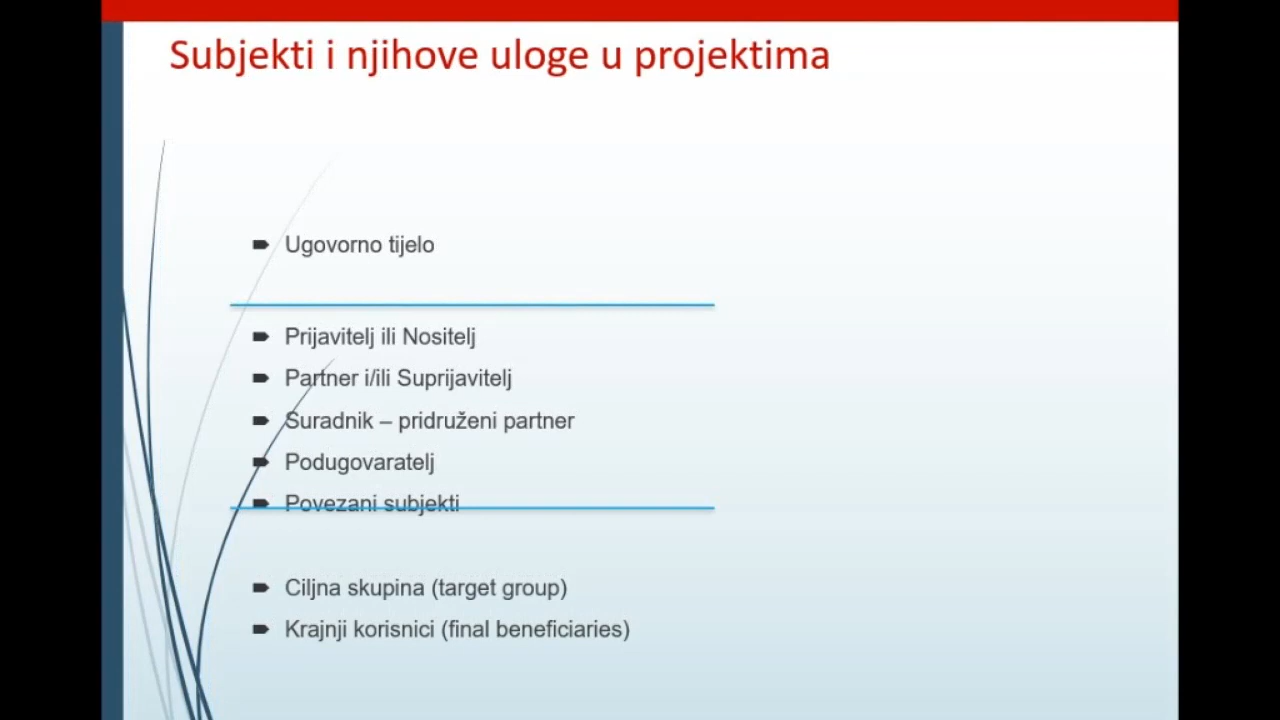 Subjekti i njihove uloge u projektima
Ugovorno tijelo
Prijavitelj ili Nositelj
Partner i/ili Suprijavitelj
Suradnik – pridruženi partner
Podugovaratelj
Povezani subjekti
Ciljna skupina (target group)
Krajnji korisnici (final beneficiaries)